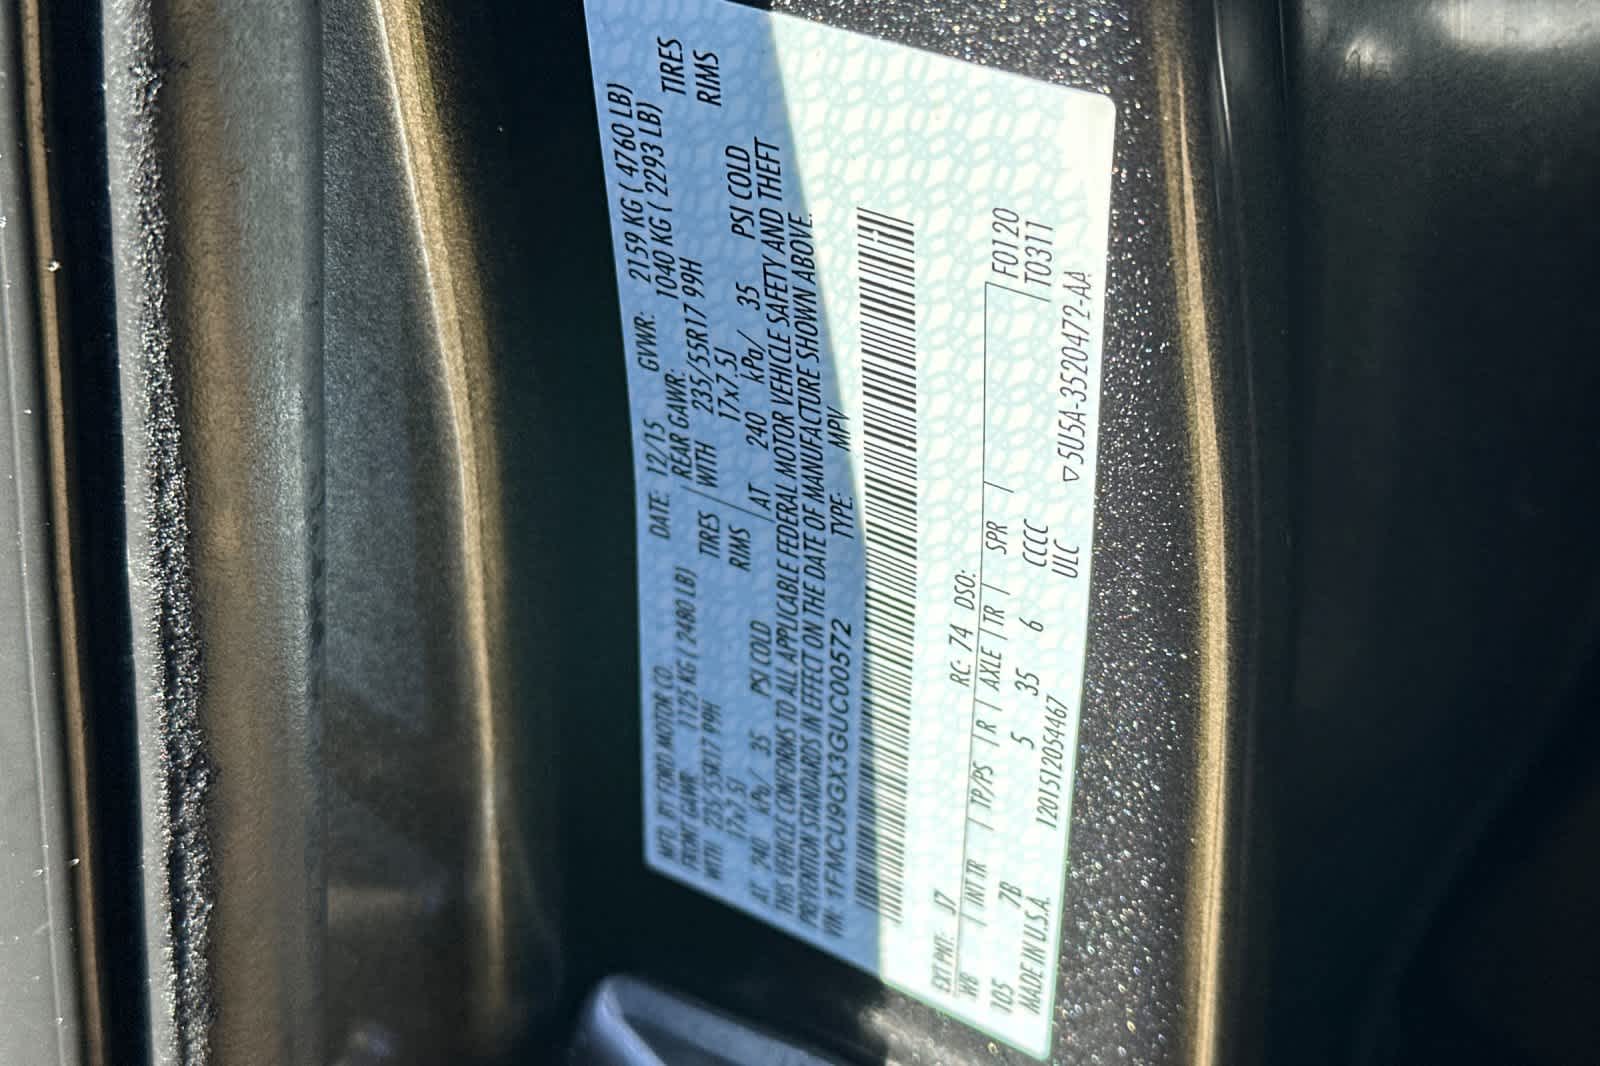 MFD. BY FORD MOTOR CO. DATE: 12/15 GVWR: 2159 KG ( 4760 LB)
FRONT GAWR: 1125 KG ( 2480 LB) REAR GAWR: 1040 KG ( 2293 LB)
WITH 235/55R17 99H TIRES WITH 235/55R17 99H TIRES
17x7.5J RIMS 17x7.5J RIMS
AT 240 kPa/ 35 PSI COLD AT 240 kPa/ 35 PSI COLD
THIS VEHICLE CONFORMS TO ALL APPLICABLE FEDERAL MOTOR VEHICLE SAFETY AND THEFT
PREVENTION STANDARDS IN EFFECT ON THE DATE OF MANUFACTURE SHOWN ABOVE.
VIN: 1FMCU9GX3GUC00572 TYPE: MPV
EXT PNT: J7 RC: 74 DSO:
WB | INT TR | TP/PS | R | AXLE | TR | SPR | F0120
105 7B 5 35 6 CCCC T0311
MADE IN U.S.A. 120151205446​7 ULC ▽5U5A-3520472-AA